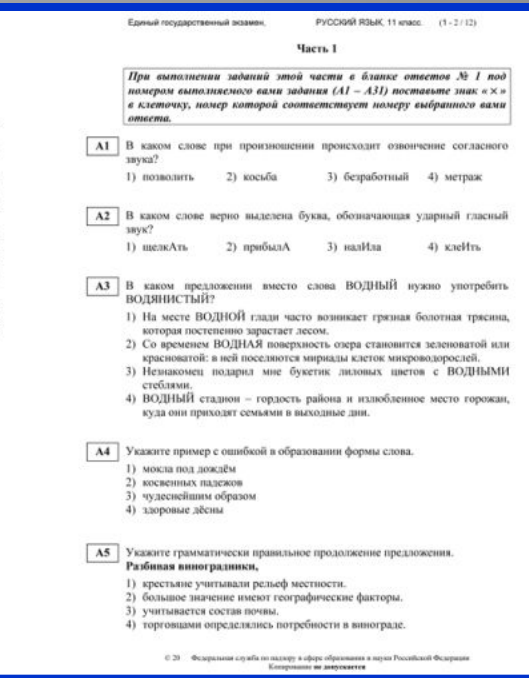 Единый государственный экзамен, РУССКИЙ ЯЗЫК, 11 класс. (1 - 2 / 12)
Часть 1
При выполнении заданий этой части в бланке ответов № 1 под
номером выполняемого вами задания (А1 – А31) поставьте знак «×»
в клеточку, номер которой соответствует номеру выбранного вами
ответа.
А1 В каком слове при произношении происходит озвончение согласного
звука?
1) позволить 2) косьба 3) безработный 4) метраж
А2 В каком слове верно выделена буква, обозначающая ударный гласный
звук?
1) щелкАть 2) прибылА 3) налИла 4) клеИть
А3 В каком предложении вместо слова ВОДНЫЙ нужно употребить
ВОДЯНИСТЫЙ?
1) На месте ВОДНОЙ глади часто возникает грязная болотная трясина,
которая постепенно зарастает лесом.
2) Со временем ВОДНАЯ поверхность озера становится зеленоватой или
красноватой: в ней поселяются мириады клеток микроводорослей.
3) Незнакомец подарил мне букетик лиловых цветов с ВОДНЫМИ
стеблями.
4) ВОДНЫЙ стадион – гордость района и излюбленное место горожан,
куда они приходят семьями в выходные дни.
А4 Укажите пример с ошибкой в образовании формы слова.
1) мокла под дождём
2) косвенных падежов
3) чудеснейшим образом
4) здоровые дёсны
А5 Укажите грамматически правильное продолжение предложения.
Разбивая виноградники,
1) крестьяне учитывали рельеф местности.
2) большое значение имеют географические факторы.
3) учитывается состав почвы.
4) торговцами определялись потребности в винограде.
© 20 Федеральная служба по надзору в сфере образования и науки Российской Федерации
Копирование не допускается